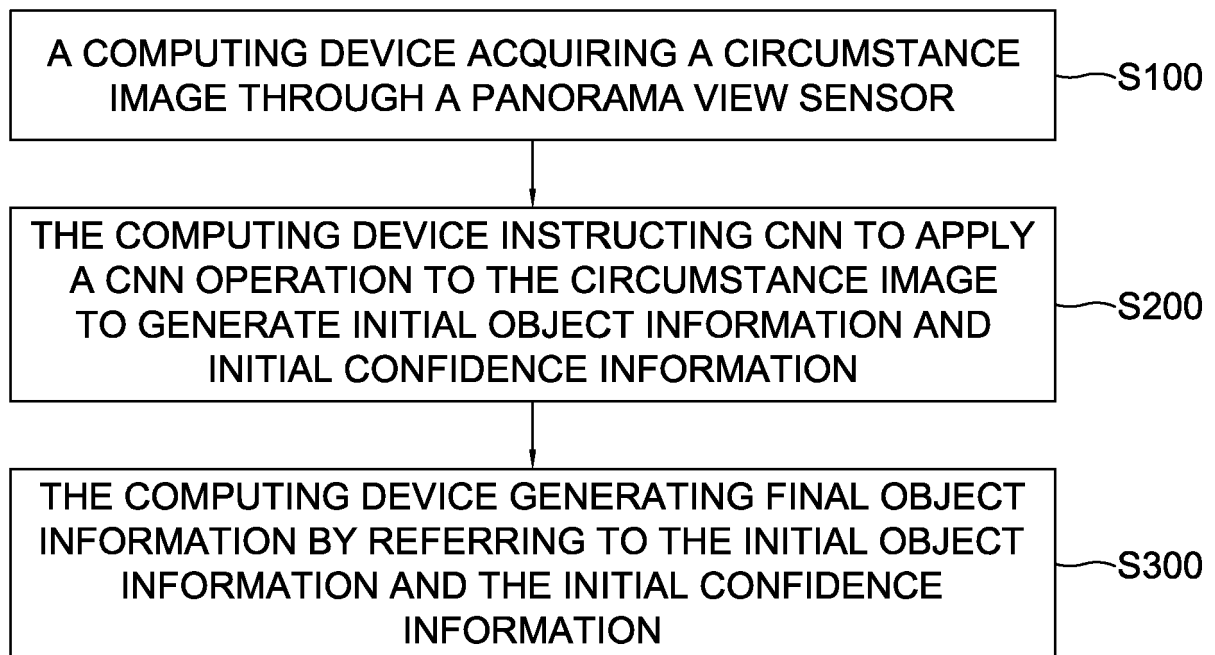 A COMPUTING DEVICE ACQUIRING A CIRCUMSTANCE
IMAGE THROUGH A PANORAMA VIEW SENSOR
S100
THE COMPUTING DEVICE INSTRUCTING CNN TO APPLY
A CNN OPERATION TO THE CIRCUMSTANCE IMAGE
TO GENERATE INITIAL OBJECT INFORMATION AND
INITIAL CONFIDENCE INFORMATION
S200
THE COMPUTING DEVICE GENERATING FINAL OBJECT
INFORMATION BY REFERRING TO THE INITIAL OBJECT
INFORMATION AND THE INITIAL CONFIDENCE
INFORMATION
S300